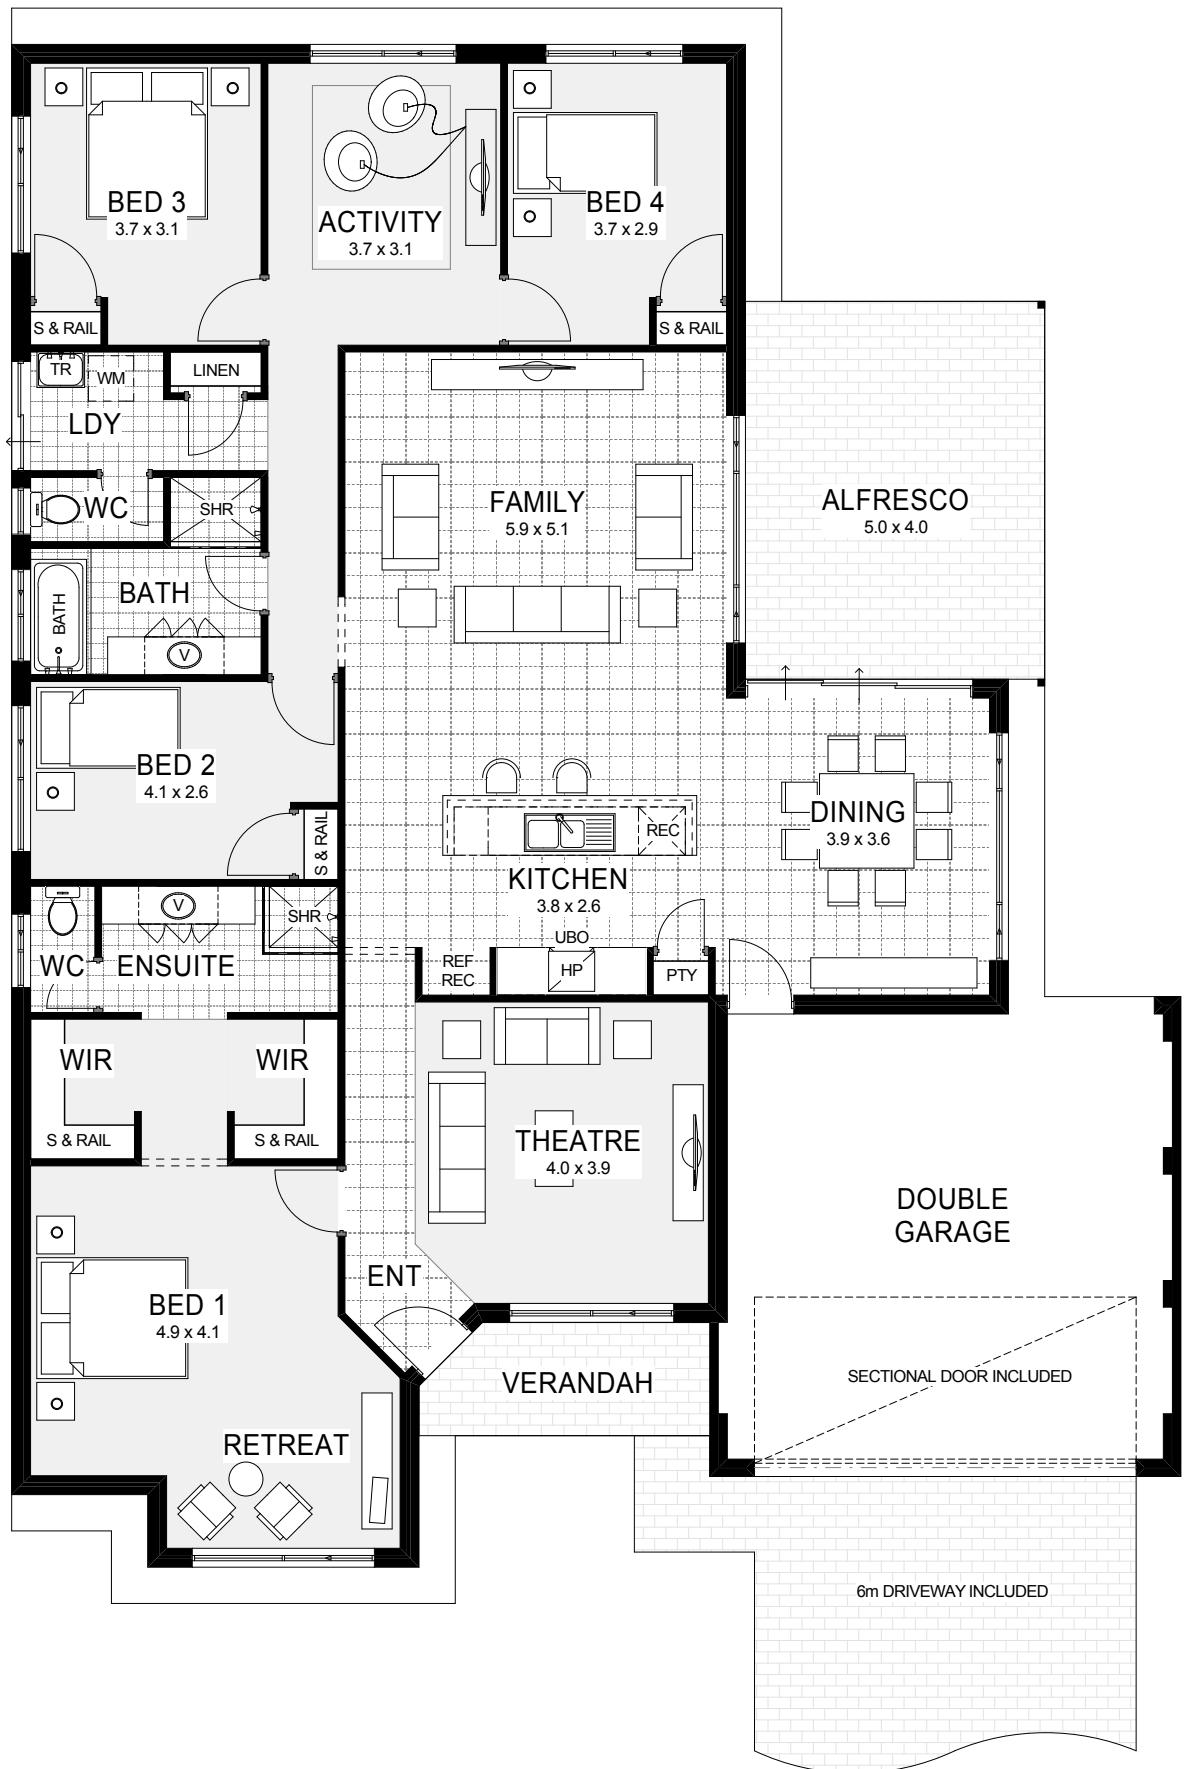 BED 3
3.7 x 3.1
ACTIVITY
3.7 x 3.1
BED 4
3.7 x 2.9
S & RAIL
S & RAIL
TR
WM
LINEN
LDY
WC
SHR
FAMILY
5.9 x 5.1
ALFRESCO
5.0 x 4.0
BATH
BATH
V
BED 2
4.1 x 2.6
S & RAIL
REC
DINING
3.9 x 3.6
KITCHEN
3.8 x 2.6
UBO
HP
REF
REC
PTY
V
SHR
WC
ENSUITE
WIR
WIR
S & RAIL
S & RAIL
THEATRE
4.0 x 3.9
DOUBLE
GARAGE
ENT
BED 1
4.9 x 4.1
VERANDAH
SECTIONAL DOOR INCLUDED
RETREAT
6m DRIVEWAY INCLUDED